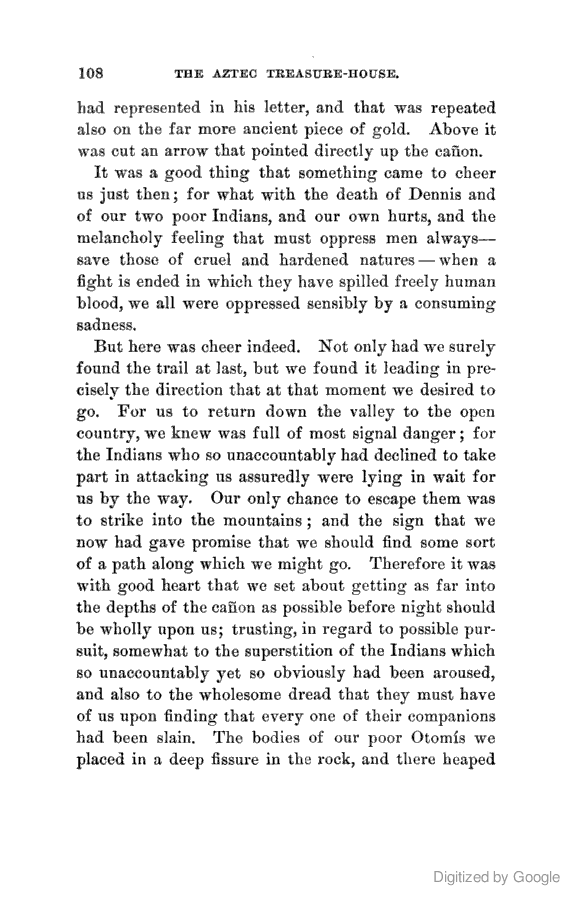 108 THE AZTEC TREASURE-HOUSE.
had represented in his letter, and that was repeated
also on the far more ancient piece of gold. Above it
was cut an arrow that pointed directly up the cañon.
It was a good thing that something came to cheer
us just then; for what with the death of Dennis and
of our two poor Indians, and our own hurts, and the
melancholy feeling that must oppress men always—
save those of cruel and hardened natures—when a
fight is ended in which they have spilled freely human
blood, we all were oppressed sensibly by a consuming
sadness.
But here was cheer indeed. Not only had we surely
found the trail at last, but we found it leading in pre-
cisely the direction that at that moment we desired to
go. For us to return down the valley to the open
country, we knew was full of most signal danger; for
the Indians who so unaccountably had declined to take
part in attacking us assuredly were lying in wait for
us by the way. Our only chance to escape them was
to strike into the mountains; and the sign that we
now had gave promise that we should find some sort
of a path along which we might go. Therefore it was
with good heart that we set about getting as far into
the depths of the cañon as possible before night should
be wholly upon us; trusting, in regard to possible pur-
suit, somewhat to the superstition of the Indians which
so unaccountably yet so obviously had been aroused,
and also to the wholesome dread that they must have
of us upon finding that every one of their companions
had been slain. The bodies of our poor Otomís we
placed in a deep fissure in the rock, and there heaped
Digitized by Google